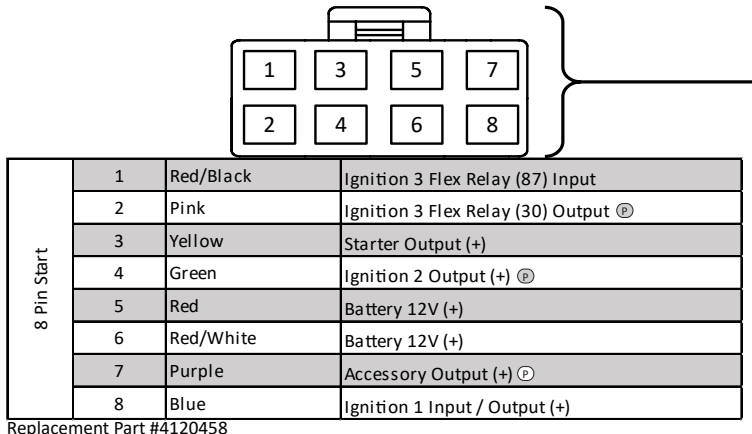 1 3 5 7
2 4 6 8
8 Pin Start
1 Red/Black Ignition 3 Flex Relay (87) Input
2 Pink Ignition 3 Flex Relay (30) Output Ⓟ
3 Yellow Starter Output (+)
4 Green Ignition 2 Output (+) Ⓟ
5 Red Battery 12V (+)
6 Red/White Battery 12V (+)
7 Purple Accessory Output (+) Ⓟ
8 Blue Ignition 1 Input / Output (+)
Replacement Part #4120458